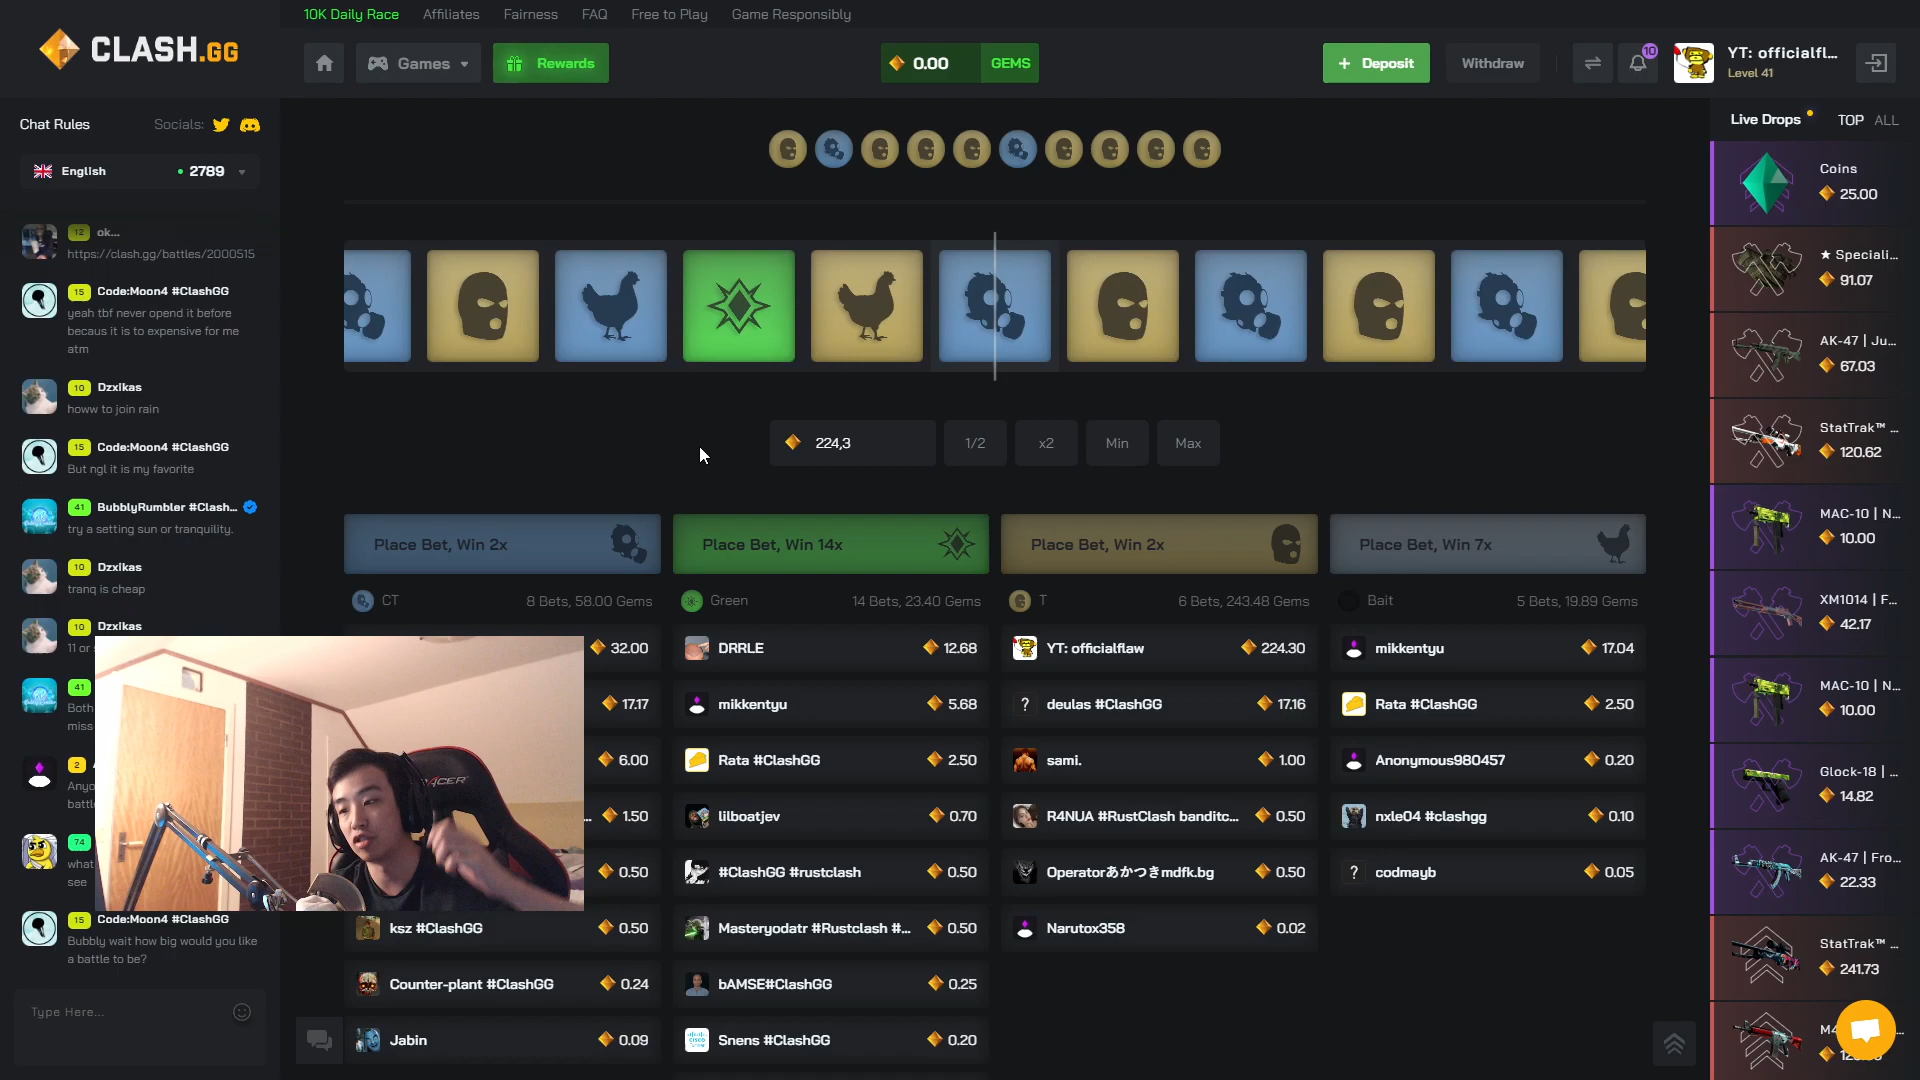 10K Daily Race Affiliates Fairness FAQ Free to Play Game Responsibly
CLASH.GG
Games
Rewards
0.00 GEMS
+ Deposit
Withdraw
10
YT: officialfl...
Level 41
Chat Rules
Socials:
English
2789
12 ok...
https://clash.gg/battles/2000515
15 Code:Moon4 #ClashGG
yeah tbf never opend it before
becaus it is to expensive for me
atm
10 Dzxikas
howw to join rain
15 Code:Moon4 #ClashGG
But ngl it is my favorite
41 BubblyRumbler #Clash...
try a setting sun or tranquility.
10 Dzxikas
tranq is cheap
10 Dzxikas
11 or
41
Both
miss
2
Anyo
battl
74
what
see
15 Code:Moon4 #ClashGG
Bubbly wait how big would you like
a battle to be?
Type Here...
224,3
1/2
x2
Min
Max
Place Bet, Win 2x
Place Bet, Win 14x
Place Bet, Win 2x
Place Bet, Win 7x
CT 8 Bets, 58.00 Gems
32.00
17.17
6.00
... 1.50
0.50
ksz #ClashGG 0.50
Counter-plant #ClashGG 0.24
Jabin 0.09
Green 14 Bets, 23.40 Gems
DRRLE 12.68
mikkentyu 5.68
Rata #ClashGG 2.50
lilboatjev 0.70
#ClashGG #rustclash 0.50
Masteryodatr #Rustclash #... 0.50
bAMSE#ClashGG 0.25
Snens #ClashGG 0.20
T 6 Bets, 243.48 Gems
YT: officialflaw 224.30
? deulas #ClashGG 17.16
sami. 1.00
R4NUA #RustClash banditc... 0.50
Operatorあかつきmdfk.bg 0.50
Narutox358 0.02
Bait 5 Bets, 19.89 Gems
mikkentyu 17.04
Rata #ClashGG 2.50
Anonymous980457 0.20
nxle04 #clashgg 0.10
? codmayb 0.05
Live Drops TOP ALL
Coins
25.00
★ Speciali...
91.07
AK-47 | Ju...
67.03
StatTrak™ ...
120.62
MAC-10 | N...
10.00
XM1014 | F...
42.17
MAC-10 | N...
10.00
Glock-18 | ...
14.82
AK-47 | Fro...
22.33
StatTrak™ ...
241.73